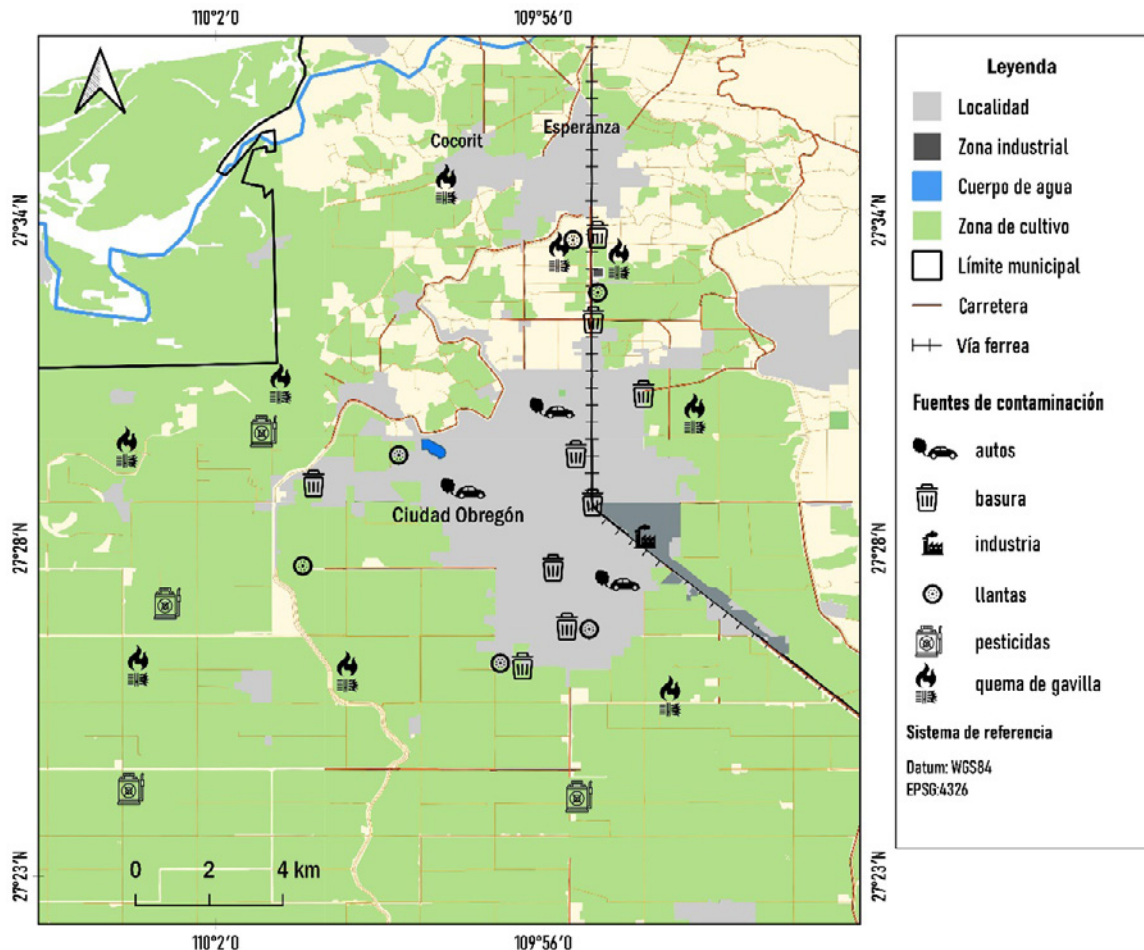 110°2′0
109°56′0
27°34′N
27°28′N
27°23′N
Cocorit
Esperanza
Ciudad Obregón
0 2 4 km
27°34′N
27°28′N
27°23′N
110°2′0
109°56′0
Leyenda
Localidad
Zona industrial
Cuerpo de agua
Zona de cultivo
Límite municipal
Carretera
Vía ferrea
Fuentes de contaminación
autos
basura
industria
llantas
pesticidas
quema de gavilla
Sistema de referencia
Datum: WGS84
EPSG:4326